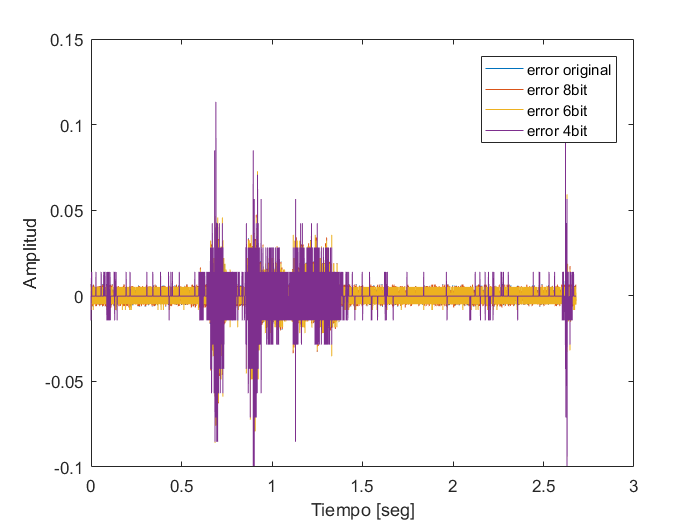 0.15
0.1
0.05
0
-0.05
-0.1
Amplitud
error original
error 8bit
error 6bit
error 4bit
0 0.5 1 1.5 2 2.5 3
Tiempo [seg]